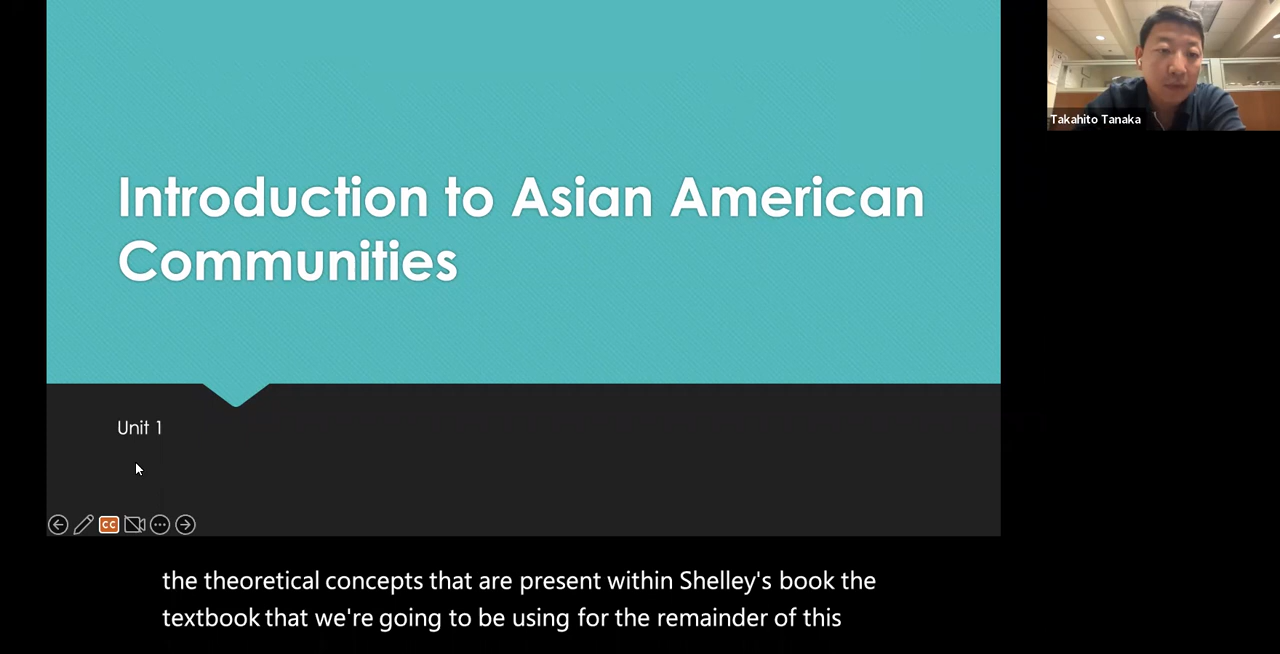 Introduction to Asian American
Communities
Takahito Tanaka
Unit 1
CC
the theoretical concepts that are present within Shelley's book the
textbook that we're going to be using for the remainder of this